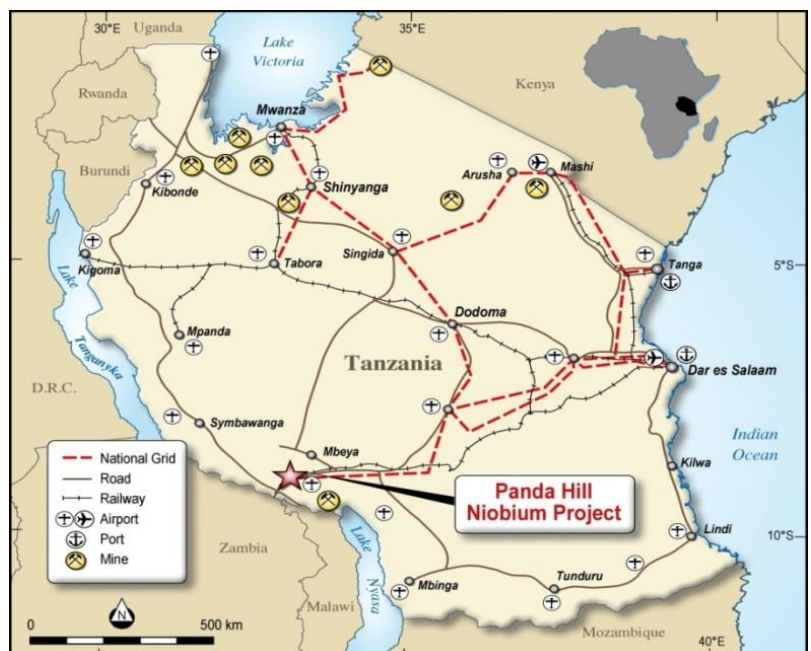 30°E
Uganda
35°E
Lake
Victoria
Kenya
Rwanda
Mwanza
Burundi
Kibonde
Shinyanga
Arusha
Mashi
Kigoma
Tabora
Singida
Tanga
5°S
Lake
Tanganyka
Mpanda
Dodoma
Tanzania
Dar es Salaam
D.R.C.
Symbawanga
Mbeya
Indian
Ocean
Kilwa
National Grid
Road
Railway
Airport
Port
Mine
Panda Hill
Niobium Project
Zambia
Lake
Nyasa
Lindi
10°S
Malawi
Mbinga
Tunduru
Mozambique
N
0
500 km
40°E